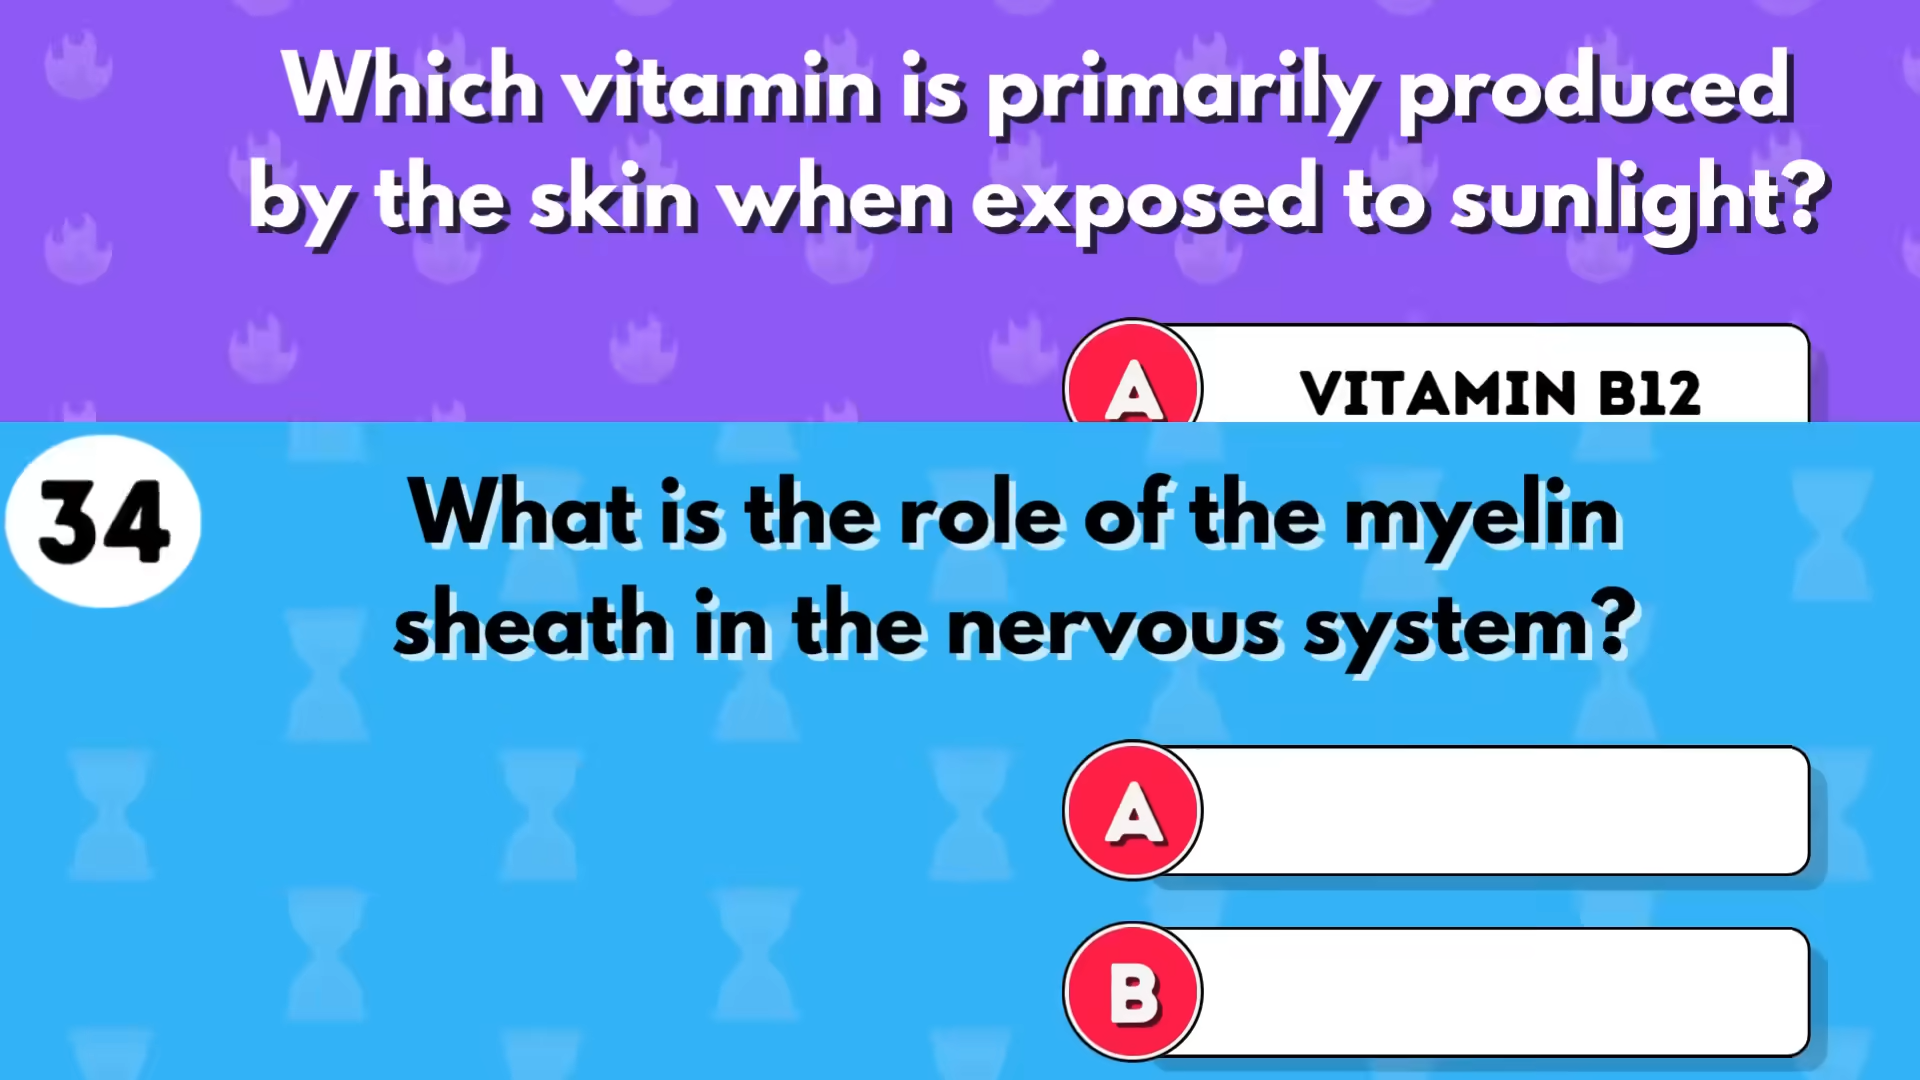 Which vitamin is primarily produced
by the skin when exposed to sunlight?
A VITAMIN B12
34
What is the role of the myelin
sheath in the nervous system?
A
B